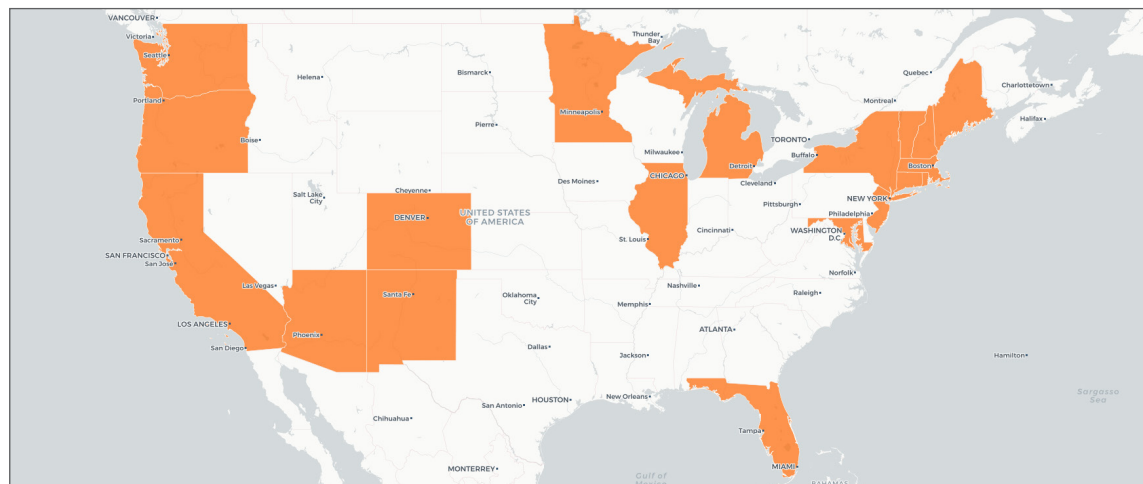 VANCOUVER
Victoria
Seattle
Portland
Helena
Boise
Bismarck
Pierre
Thunder
Bay
Minneapolis
Quebec
Charlottetown
Montreal
Halifax
TORONTO
Buffalo
Boston
Milwaukee
Detroit
CHICAGO
Cleveland
Des Moines
Salt Lake
City
Cheyenne
DENVER
UNITED STATES
OF AMERICA
NEW YORK
Pittsburgh
Philadelphia
WASHINGTON
D.C.
Cincinnati
St. Louis
Sacramento
SAN FRANCISCO
San Jose
Las Vegas
Santa Fe
Norfolk
Nashville
Raleigh
Oklahoma
City
Memphis
LOS ANGELES
Phoenix
ATLANTA
San Diego
Dallas
Jackson
Hamilton
Sargasso
Sea
New Orleans
HOUSTON
San Antonio
Chihuahua
Tampa
MIAMI
MONTERREY
Gulf of
Mexico
BAHAMAS